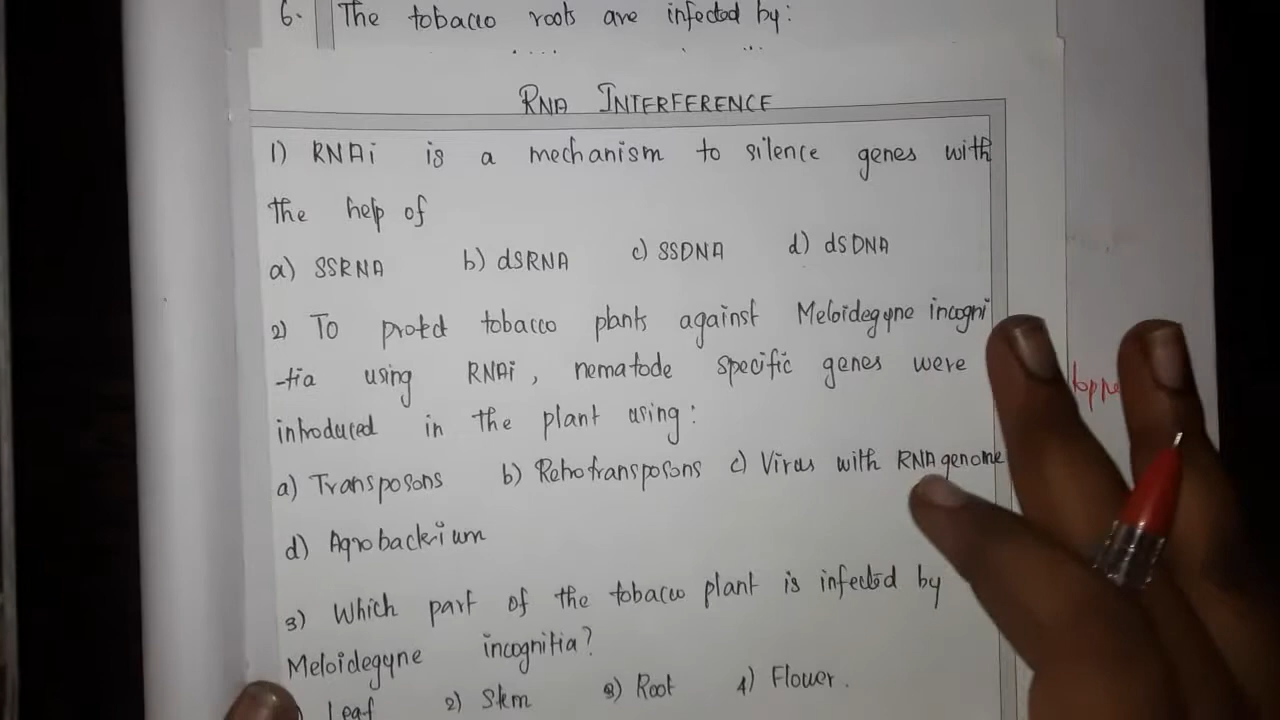 6. The tobacco roots are infected by:
RNA INTERFERENCE
1) RNAi is a mechanism to silence genes with
the help of
a) SSRNA b) dSRNA c) SSDNA d) dSDNA
2) To protect tobacco plants against Meloidegyne incogni
-tia using RNAi, nematode specific genes were
introduced in the plant using:
a) Transposons b) Retrotransposons c) Virus with RNA genome
d) Agrobacterium
3) Which part of the tobacco plant is infected by
Meloidegyne incognitia?
Leaf 2) Stem 3) Root 4) Flower.